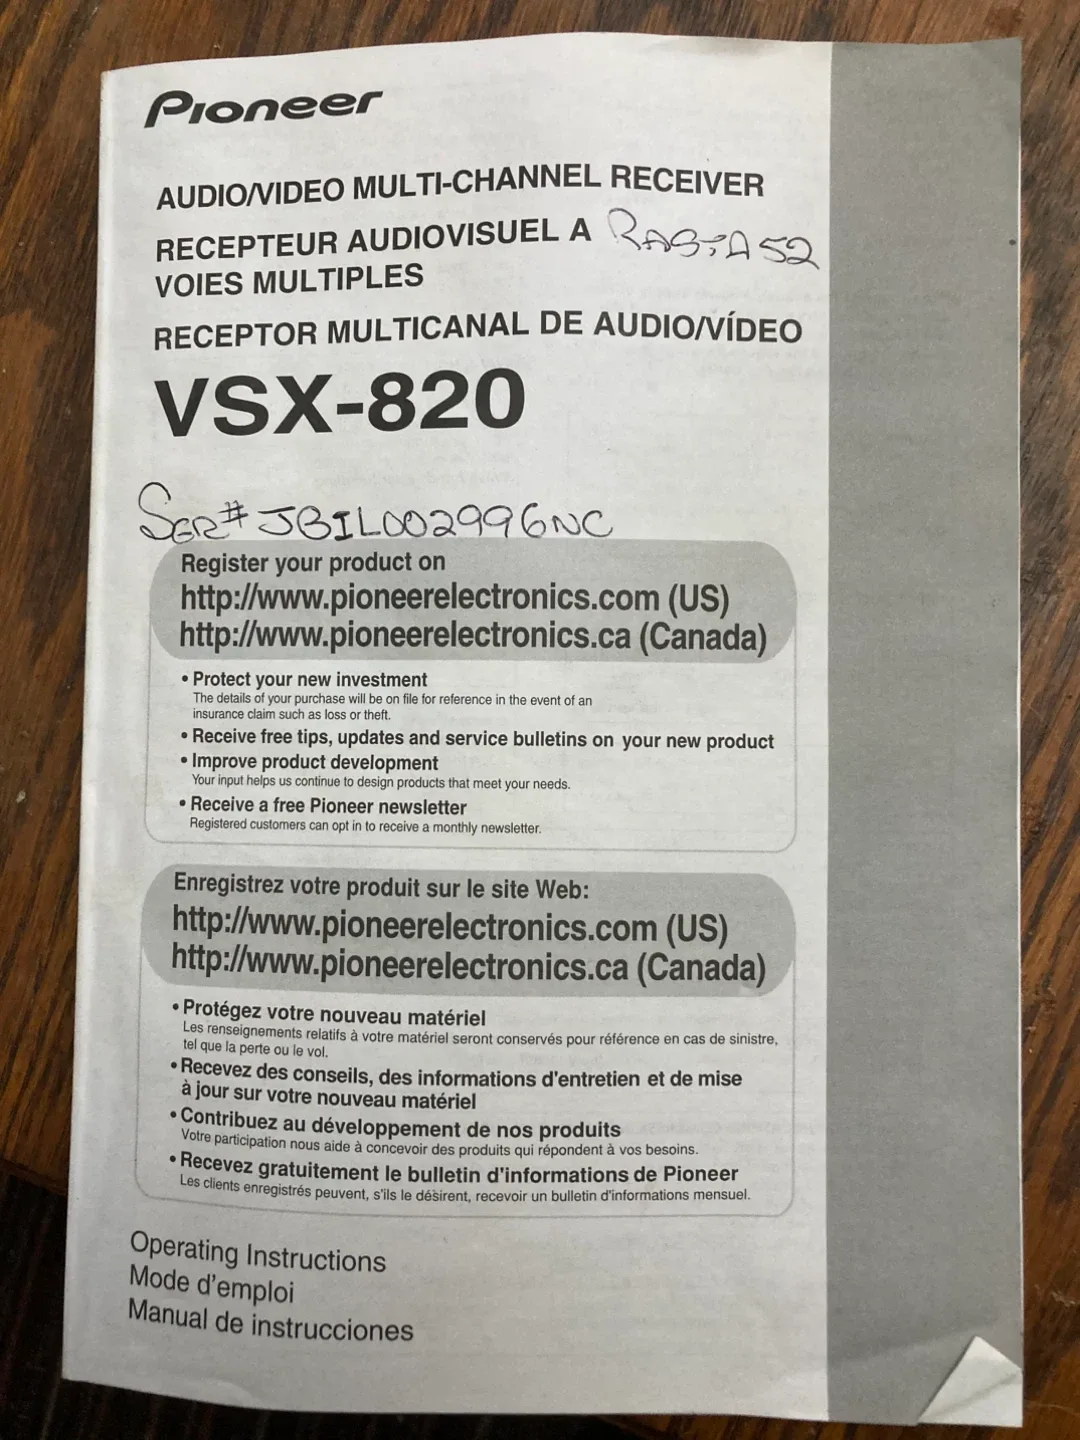 Pioneer
AUDIO/VIDEO MULTI-CHANNEL RECEIVER
RECEPTEUR AUDIOVISUEL A
VOIES MULTIPLES
RASTA52
RECEPTOR MULTICANAL DE AUDIO/VÍDEO
VSX-820
SER# JBIL002996NC
Register your product on
http://www.pioneerelectronics.com (US)
http://www.pioneerelectronics.ca (Canada)
• Protect your new investment
The details of your purchase will be on file for reference in the event of an
insurance claim such as loss or theft.
• Receive free tips, updates and service bulletins on your new product
• Improve product development
Your input helps us continue to design products that meet your needs.
• Receive a free Pioneer newsletter
Registered customers can opt in to receive a monthly newsletter.
Enregistrez votre produit sur le site Web:
http://www.pioneerelectronics.com (US)
http://www.pioneerelectronics.ca (Canada)
• Protégez votre nouveau matériel
Les renseignements relatifs à votre matériel seront conservés pour référence en cas de sinistre,
tel que la perte ou le vol.
• Recevez des conseils, des informations d'entretien et de mise
à jour sur votre nouveau matériel
• Contribuez au développement de nos produits
Votre participation nous aide à concevoir des produits qui répondent à vos besoins.
• Recevez gratuitement le bulletin d'informations de Pioneer
Les clients enregistrés peuvent, s'ils le désirent, recevoir un bulletin d'informations mensuel.
Operating Instructions
Mode d'emploi
Manual de instrucciones